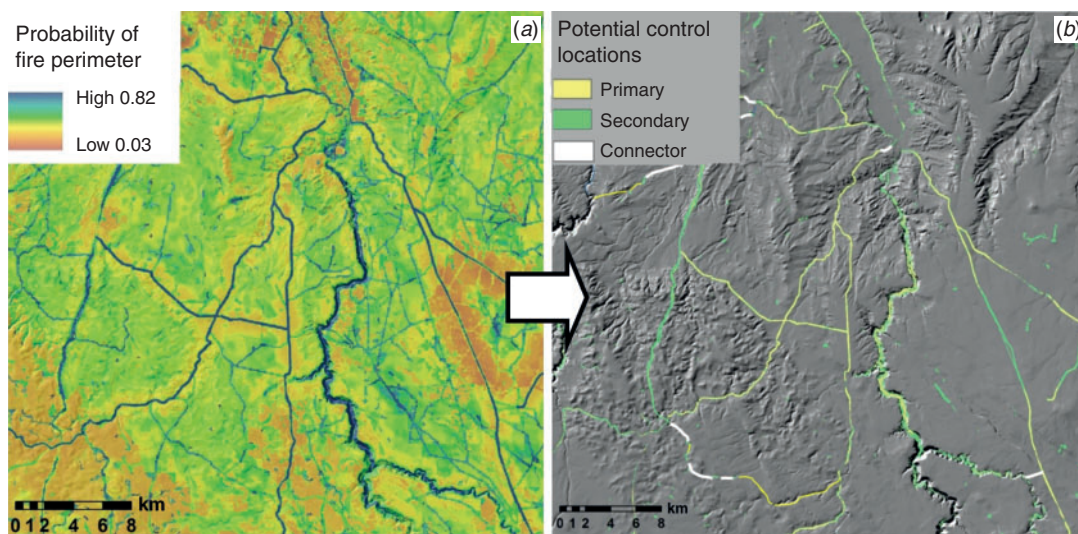 Probability of
fire perimeter
High 0.82
Low 0.03
(a)
km
0 1 2 4 6 8
Potential control
locations
Primary
Secondary
Connector
(b)
km
0 1 2 4 6 8